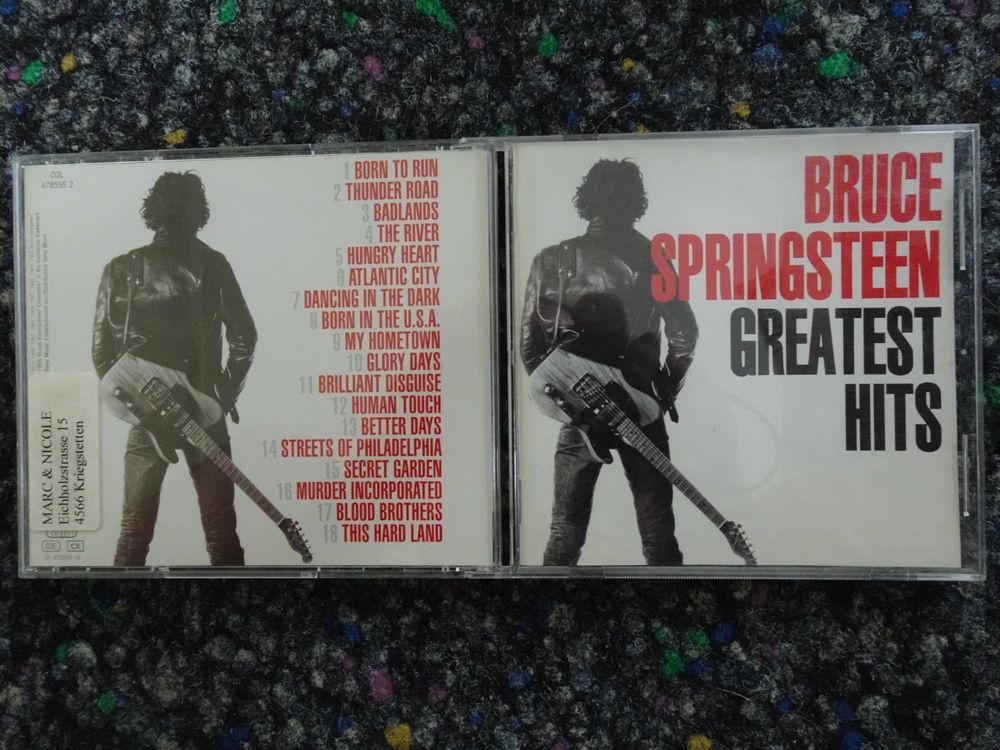 COL
478555 2
1 BORN TO RUN
2 THUNDER ROAD
3 BADLANDS
4 THE RIVER
5 HUNGRY HEART
6 ATLANTIC CITY
7 DANCING IN THE DARK
8 BORN IN THE U.S.A.
9 MY HOMETOWN
10 GLORY DAYS
11 BRILLIANT DISGUISE
12 HUMAN TOUCH
13 BETTER DAYS
14 STREETS OF PHILADELPHIA
15 SECRET GARDEN
16 MURDER INCORPORATED
17 BLOOD BROTHERS
18 THIS HARD LAND
MARC & NICOLE
Eichholzstrasse 15
4566 Kriegstetten
BRUCE
SPRINGSTEEN
GREATEST
HITS